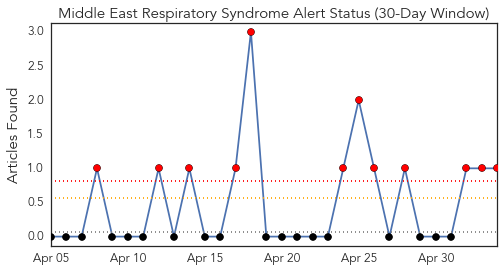 Middle East Respiratory Syndrome Alert Status (30-Day Window)
Articles Found
3.0
2.5
2.0
1.5
1.0
0.5
0.0
Apr 05 Apr 10 Apr 15 Apr 20 Apr 25 Apr 30